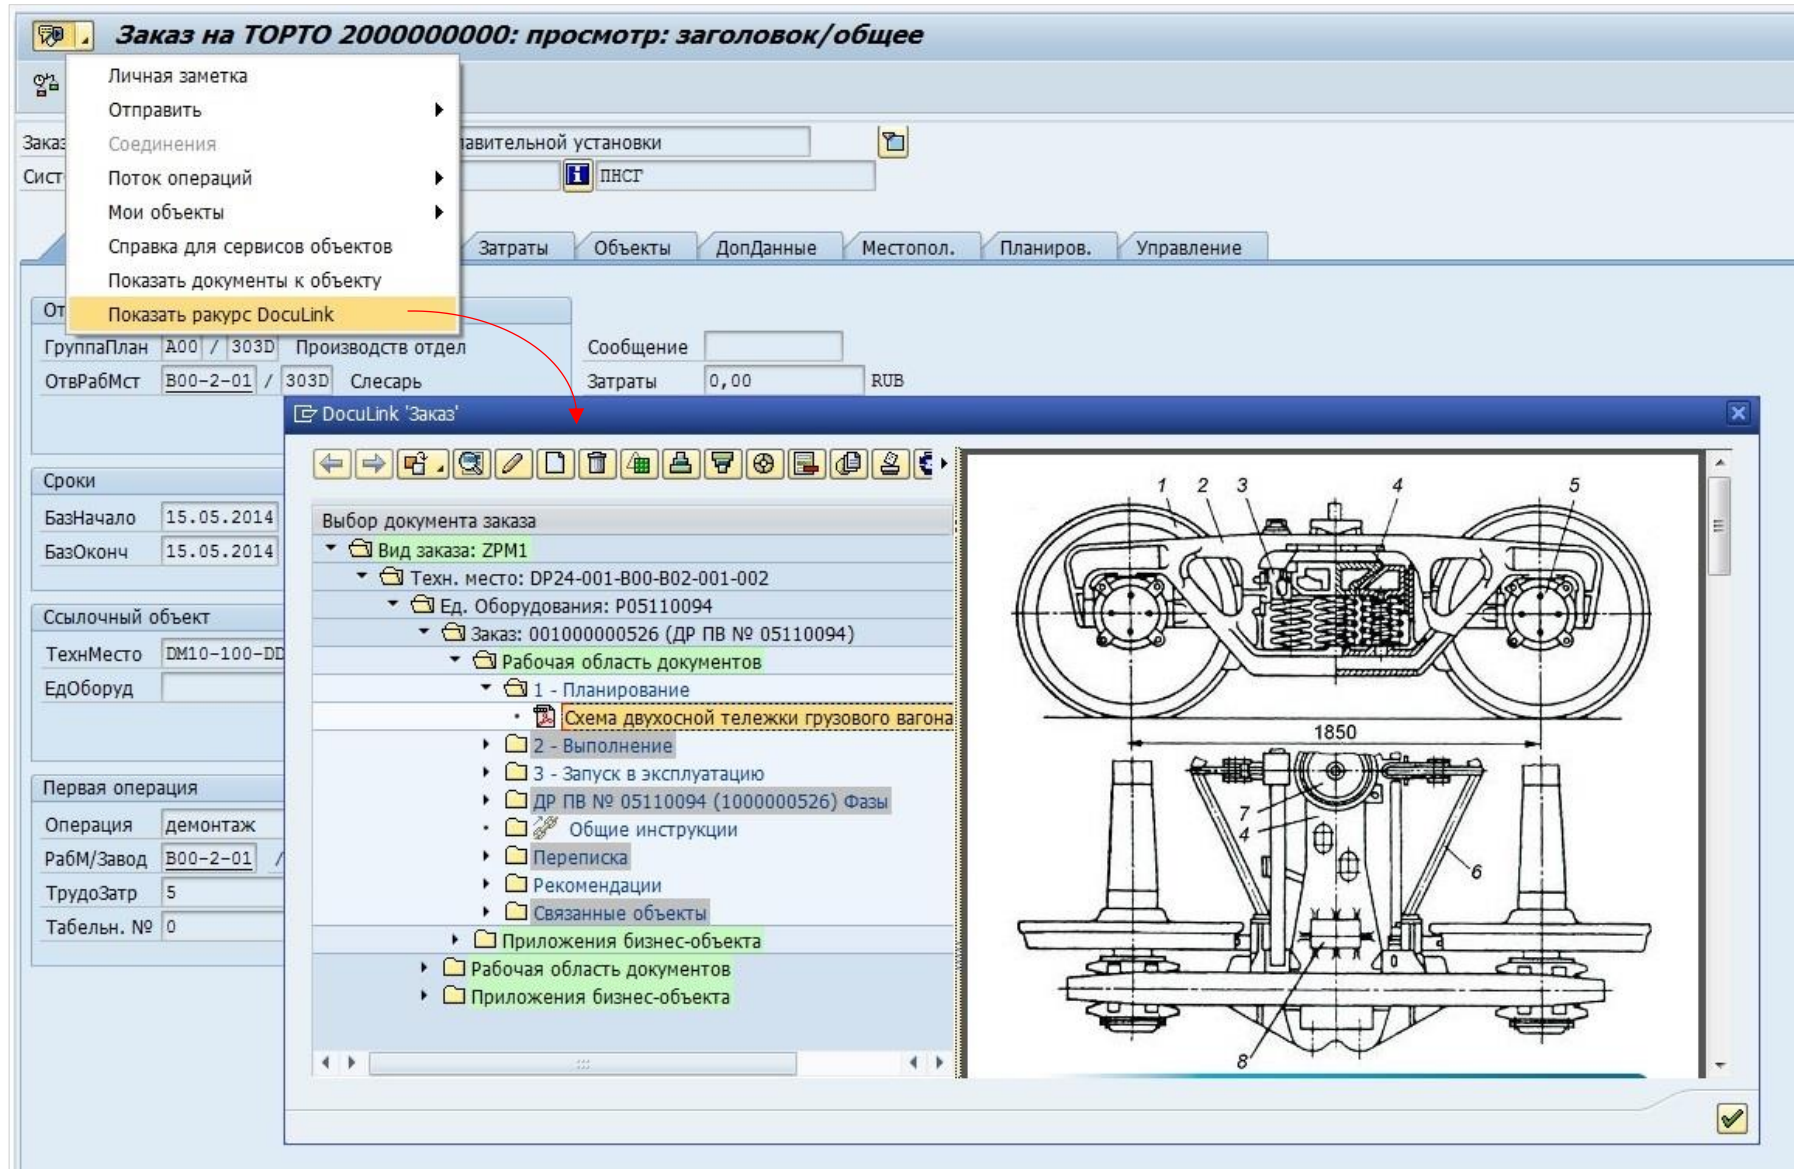 Заказ на ТОРТО 2000000000: просмотр: заголовок/общее
Личная заметка
Отправить
Соединения
Поток операций
Мои объекты
Справка для сервисов объектов
Показать документы к объекту
Показать ракурс DocuLink
Заказ
авительной установки
Сист
ПНСГ
Затраты
Объекты
ДопДанные
Местопол.
Планиров.
Управление
От
ГруппаПлан A00 / 303D Производств отдел
Сообщение
ОтвРабМст B00-2-01 / 303D Слесарь
Затраты 0,00 RUB
Сроки
БазНачало 15.05.2014
БазОконч 15.05.2014
Ссылочный объект
ТехнМесто DM10-100-DD
ЕдОборуд
Первая операция
Операция демонтаж
РабМ/Завод B00-2-01 /
ТрудоЗатр 5
Табельн. № 0
DocuLink 'Заказ'
Выбор документа заказа
Вид заказа: ZPM1
Техн. место: DP24-001-B00-B02-001-002
Ед. Оборудования: P05110094
Заказ: 001000000526 (ДР ПВ № 05110094)
Рабочая область документов
1 - Планирование
Схема двухосной тележки грузового вагона
2 - Выполнение
3 - Запуск в эксплуатацию
ДР ПВ № 05110094 (1000000526) Фазы
Общие инструкции
Переписка
Рекомендации
Связанные объекты
Приложения бизнес-объекта
Рабочая область документов
Приложения бизнес-объекта
1 2 3 4 5
1850
7
4
6
8